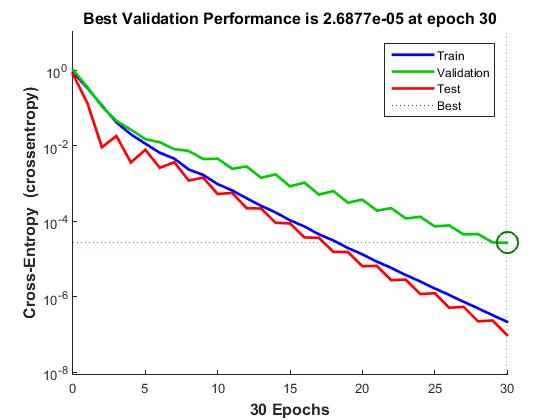 Best Validation Performance is 2.6877e-05 at epoch 30
Train
Validation
Test
Best
10^0
10^-2
10^-4
10^-6
10^-8
Cross-Entropy (crossentropy)
0 5 10 15 20 25 30
30 Epochs